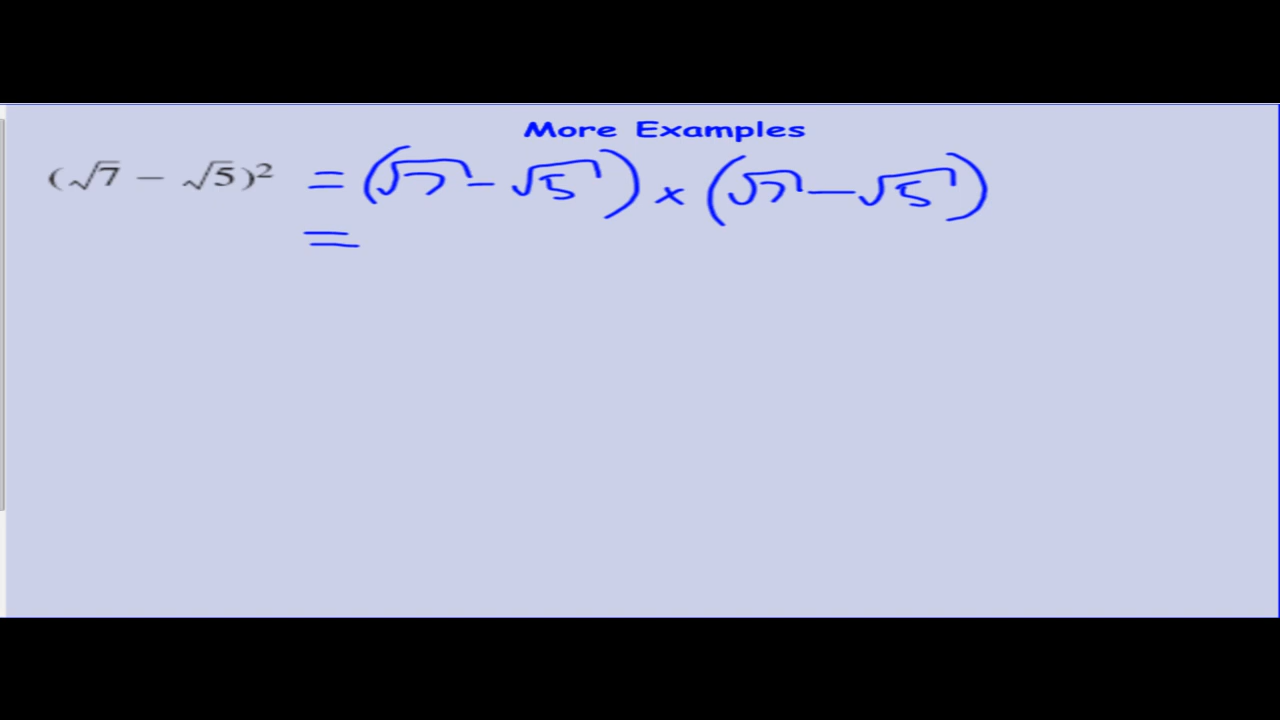 More Examples
(√7 − √5)² = (√7 − √5) × (√7 − √5)
=